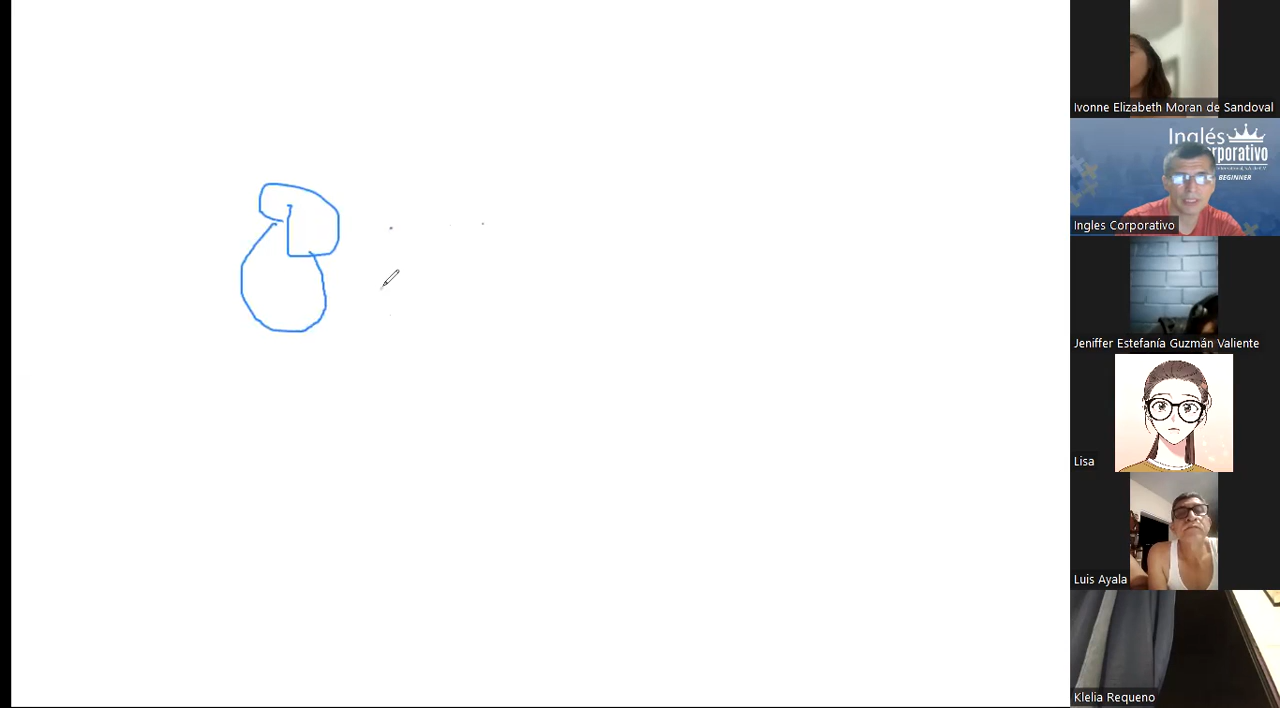 Ivonne Elizabeth Moran de Sandoval
Inglés
Corporativo
BEGINNER
Ingles Corporativo
Jeniffer Estefanía Guzmán Valiente
Lisa
Luis Ayala
Klelia Requeno